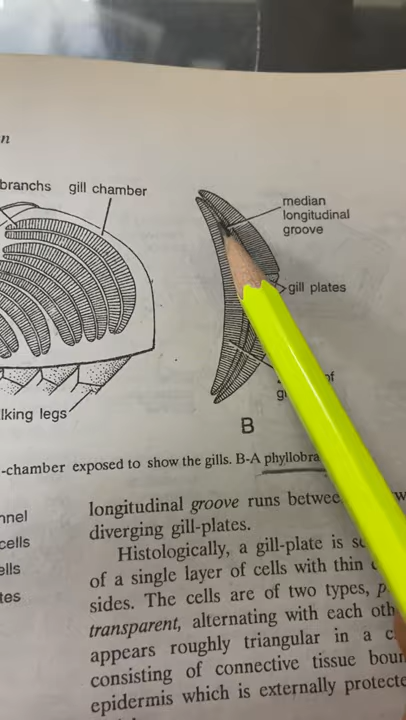 n
branchs
gill chamber
median
longitudinal
groove
gill plates
of
lking legs
B
-chamber exposed to show the gills. B-A phyllobra
nnel
cells
ells
tes
longitudinal groove runs betwee
diverging gill-plates.
Histologically, a gill-plate is
of a single layer of cells with thin
sides. The cells are of two types, p
transparent, alternating with each oth
appears roughly triangular in a c
consisting of connective tissue boun
epidermis which is externally protecte